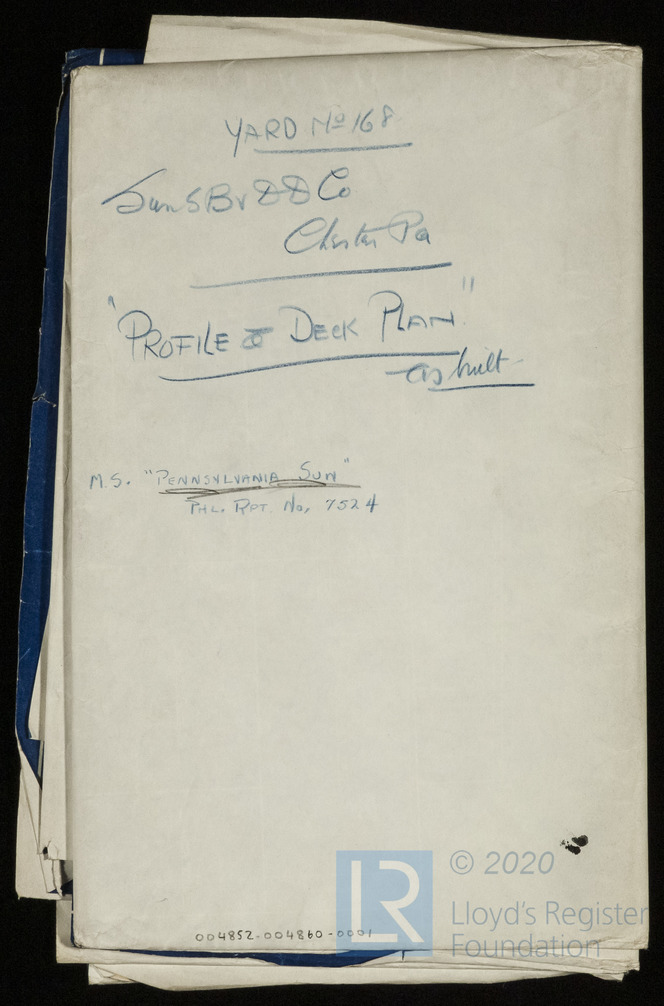 YARD No 168
Sun S B & D D Co
Chester Pa
"PROFILE & DECK PLAN"
as built
M.S. "PENNSYLVANIA SUN"
PHL. RPT. No, 7524
004852-004860-0001
LR
© 2020
Lloyd's Register
Foundation